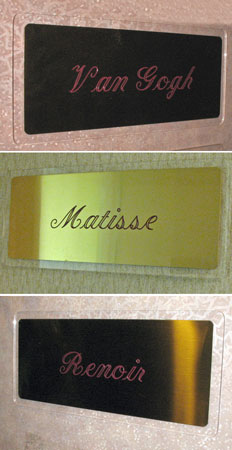 Van Gogh
Matisse
Renoir